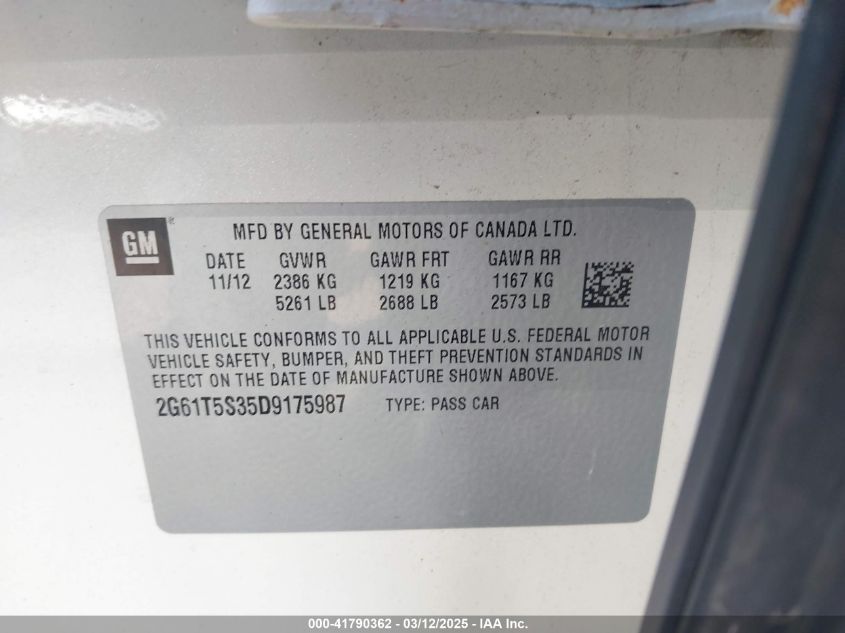 GM®
MFD BY GENERAL MOTORS OF CANADA LTD.
DATE GVWR GAWR FRT GAWR RR
11/12 2386 KG 1219 KG 1167 KG
5261 LB 2688 LB 2573 LB
THIS VEHICLE CONFORMS TO ALL APPLICABLE U.S. FEDERAL MOTOR
VEHICLE SAFETY, BUMPER, AND THEFT PREVENTION STANDARDS IN
EFFECT ON THE DATE OF MANUFACTURE SHOWN ABOVE.
2G61T5S35D9175987 TYPE: PASS CAR
000-41790362 - 03/12/2025 - IAA Inc.